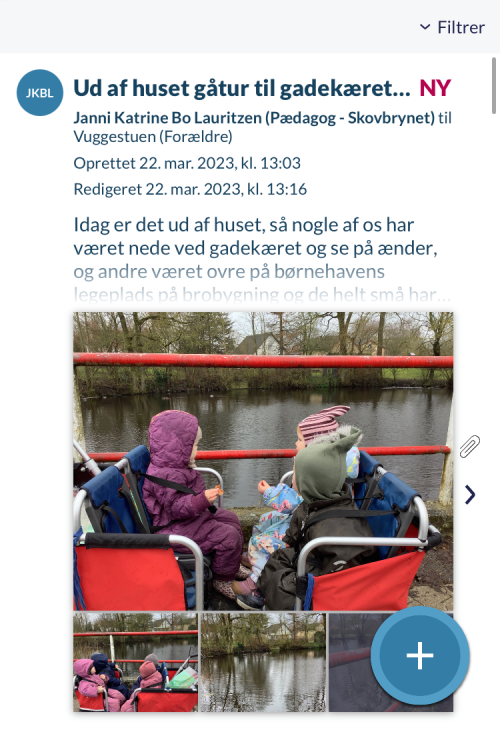 Filtrer
JKBL
Ud af huset gåtur til gadekæret... NY
Janni Katrine Bo Lauritzen (Pædagog - Skovbrynet) til
Vuggestuen (Forældre)
Oprettet 22. mar. 2023, kl. 13:03
Redigeret 22. mar. 2023, kl. 13:16
Idag er det ud af huset, så nogle af os har
været nede ved gadekæret og se på ænder,
og andre været ovre på børnehavens
legeplads på brobygning og de helt små har...